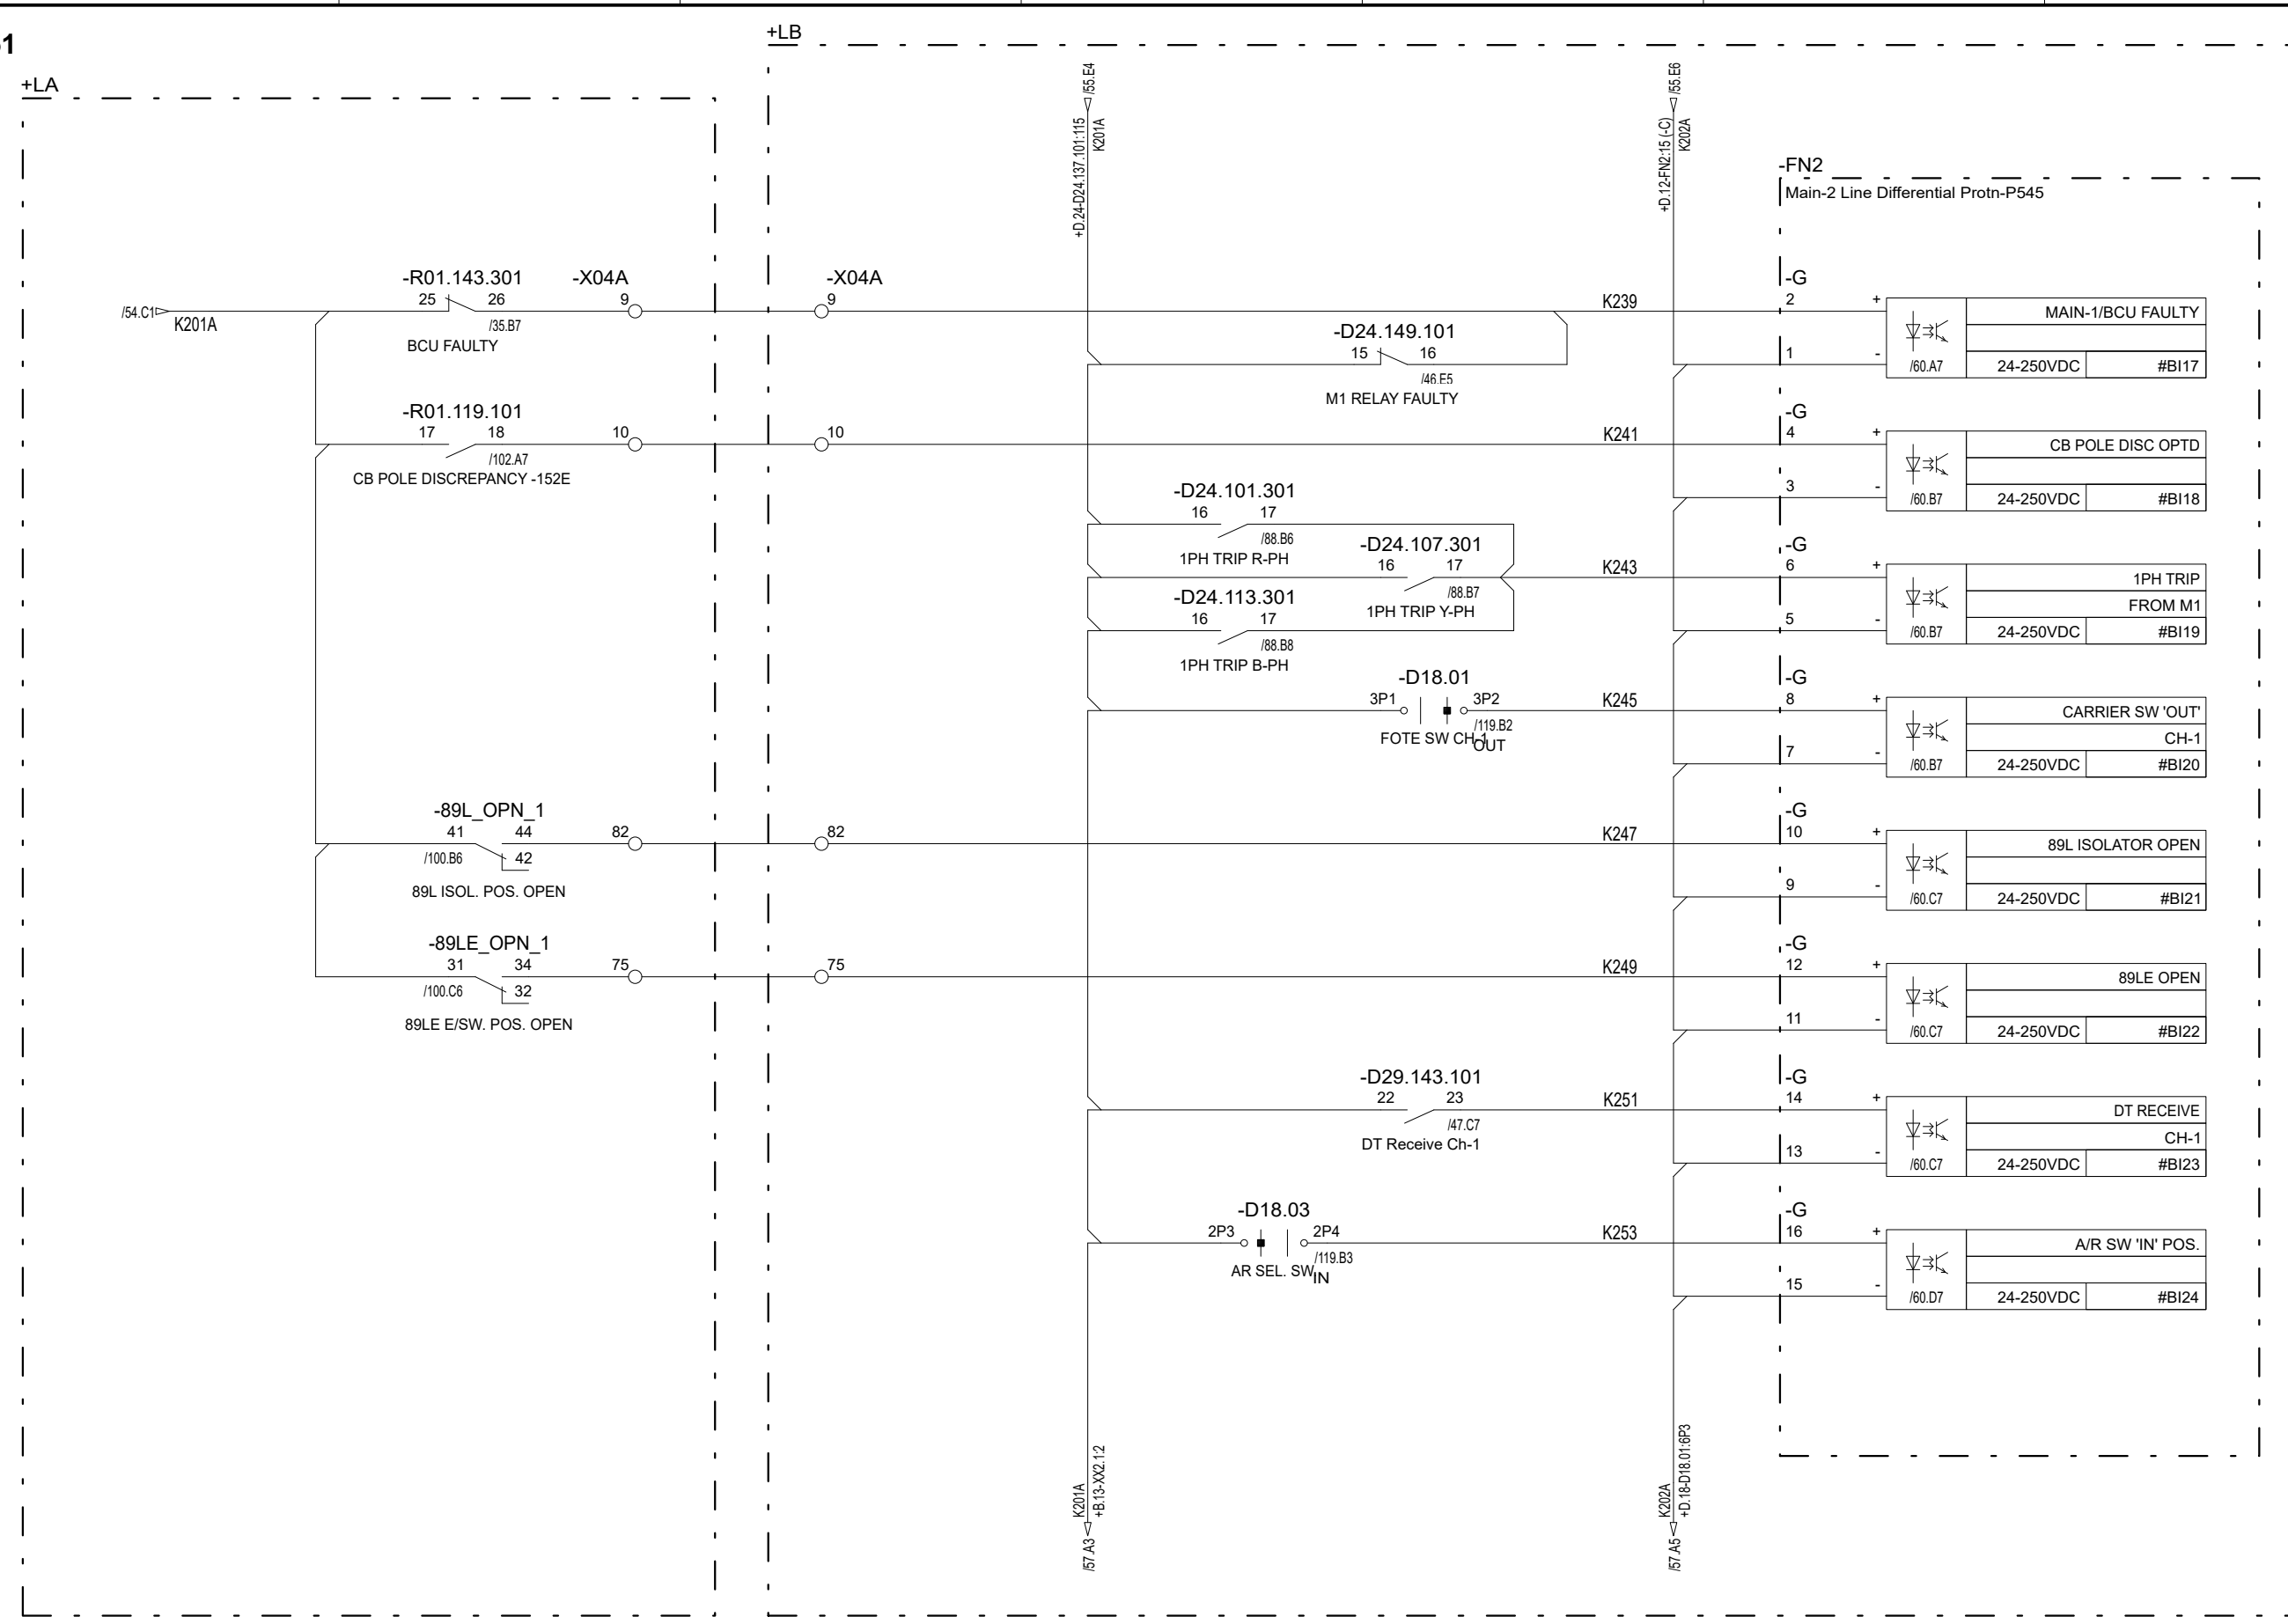 +LB
1
+LA
/55.E4
+D.24-D24.137.101:115
K201A
/55.E6
+D.12-FN2:15 (-C)
K202A
-FN2
Main-2 Line Differential Protn-P545
/54.C1
K201A
-R01.143.301
25 26
/35.B7
BCU FAULTY
-X04A
9
-X04A
9
K239
-D24.149.101
15 16
/46.E5
M1 RELAY FAULTY
-G
2 +
1 -
/60.A7
MAIN-1/BCU FAULTY
24-250VDC #BI17
-R01.119.101
17 18
/102.A7
CB POLE DISCREPANCY -152E
10
10
K241
-G
4 +
3 -
/60.B7
CB POLE DISC OPTD
24-250VDC #BI18
-D24.101.301
16 17
/88.B6
1PH TRIP R-PH
-D24.107.301
16 17
/88.B7
1PH TRIP Y-PH
-D24.113.301
16 17
/88.B8
1PH TRIP B-PH
K243
-G
6 +
5 -
/60.B7
1PH TRIP
FROM M1
24-250VDC #BI19
-D18.01
3P1 3P2
/119.B2
FOTE SW CH-1
OUT
K245
-G
8 +
7 -
/60.B7
CARRIER SW 'OUT'
CH-1
24-250VDC #BI20
-89L_OPN_1
41 44
/100.B6 42
89L ISOL. POS. OPEN
82
82
K247
-G
10 +
9 -
/60.C7
89L ISOLATOR OPEN
24-250VDC #BI21
-89LE_OPN_1
31 34
/100.C6 32
89LE E/SW. POS. OPEN
75
75
K249
-G
12 +
11 -
/60.C7
89LE OPEN
24-250VDC #BI22
-D29.143.101
22 23
/47.C7
DT Receive Ch-1
K251
-G
14 +
13 -
/60.C7
DT RECEIVE
CH-1
24-250VDC #BI23
-D18.03
2P3 2P4
/119.B3
AR SEL. SW
IN
K253
-G
16 +
15 -
/60.D7
A/R SW 'IN' POS.
24-250VDC #BI24
K201A
+B.13-XX2.1:2
/57.A3
K202A
+D.18-D18.01:6P3
/57.A5